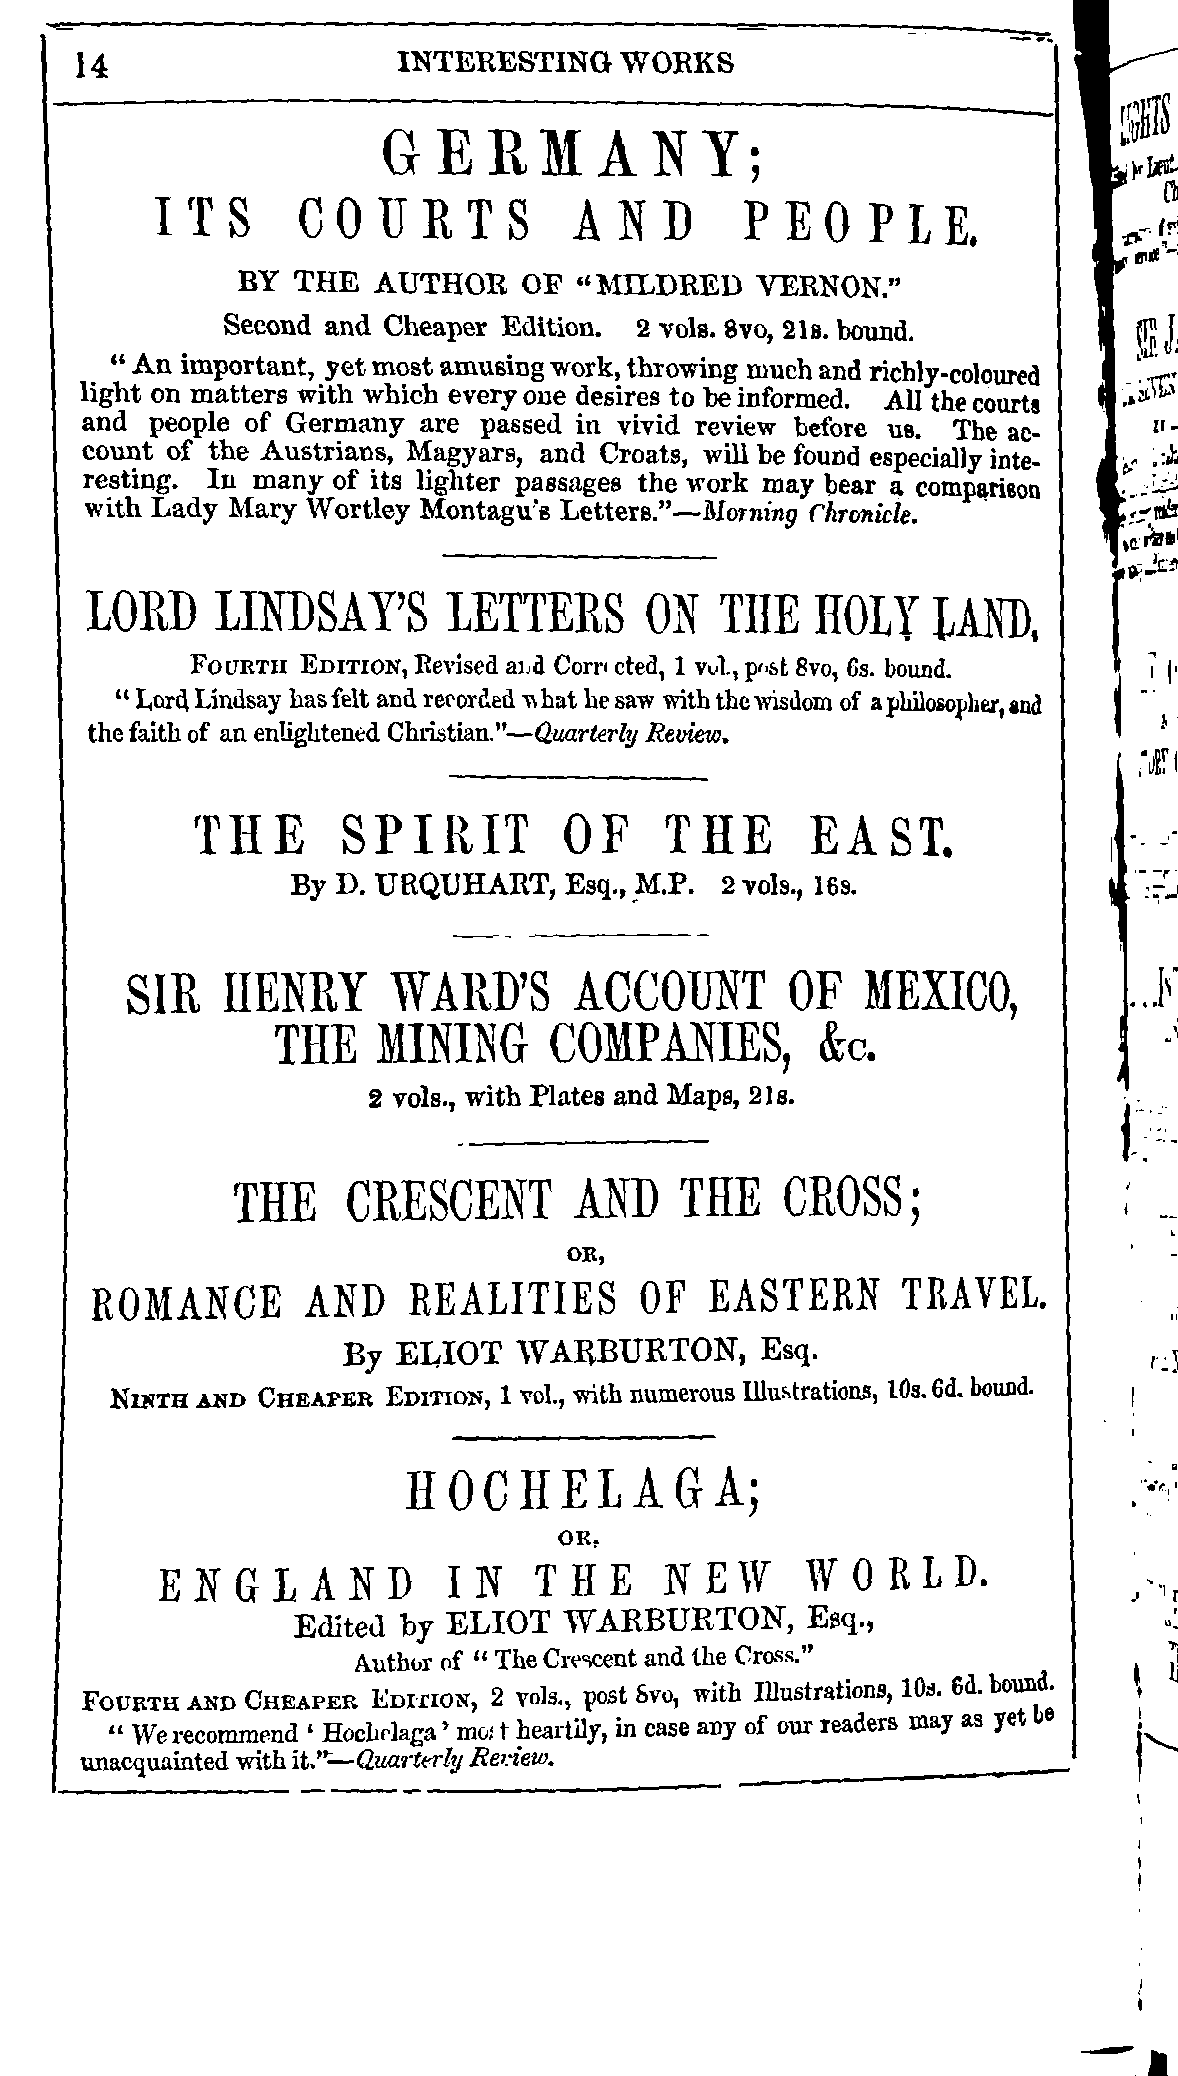 14 INTERESTING WORKS
GERMANY;
ITS COURTS AND PEOPLE.
BY THE AUTHOR OF “MILDRED VERNON.”
Second and Cheaper Edition. 2 vols. 8vo, 21s. bound.
“An important, yet most amusing work, throwing much and richly-coloured
light on matters with which every one desires to be informed. All the courts
and people of Germany are passed in vivid review before us. The ac-
count of the Austrians, Magyars, and Croats, will be found especially inte-
resting. In many of its lighter passages the work may bear a comparison
with Lady Mary Wortley Montagu's Letters.”—Morning Chronicle.
LORD LINDSAY'S LETTERS ON THE HOLY LAND.
FOURTH EDITION, Revised and Corrected, 1 vol., post 8vo, 6s. bound.
“Lord Lindsay has felt and recorded what he saw with the wisdom of a philosopher, and
the faith of an enlightened Christian.”—Quarterly Review.
THE SPIRIT OF THE EAST.
By D. URQUHART, Esq., M.P. 2 vols., 16s.
SIR HENRY WARD'S ACCOUNT OF MEXICO,
THE MINING COMPANIES, &c.
2 vols., with Plates and Maps, 21s.
THE CRESCENT AND THE CROSS;
OR,
ROMANCE AND REALITIES OF EASTERN TRAVEL.
By ELIOT WARBURTON, Esq.
NINTH AND CHEAPER EDITION, 1 vol., with numerous Illustrations, 10s. 6d. bound.
HOCHELAGA;
OR,
ENGLAND IN THE NEW WORLD.
Edited by ELIOT WARBURTON, Esq.,
Author of “The Crescent and the Cross.”
FOURTH AND CHEAPER EDITION, 2 vols., post 8vo, with Illustrations, 10s. 6d. bound.
“We recommend ‘Hochelaga’ most heartily, in case any of our readers may as yet be
unacquainted with it.”—Quarterly Review.